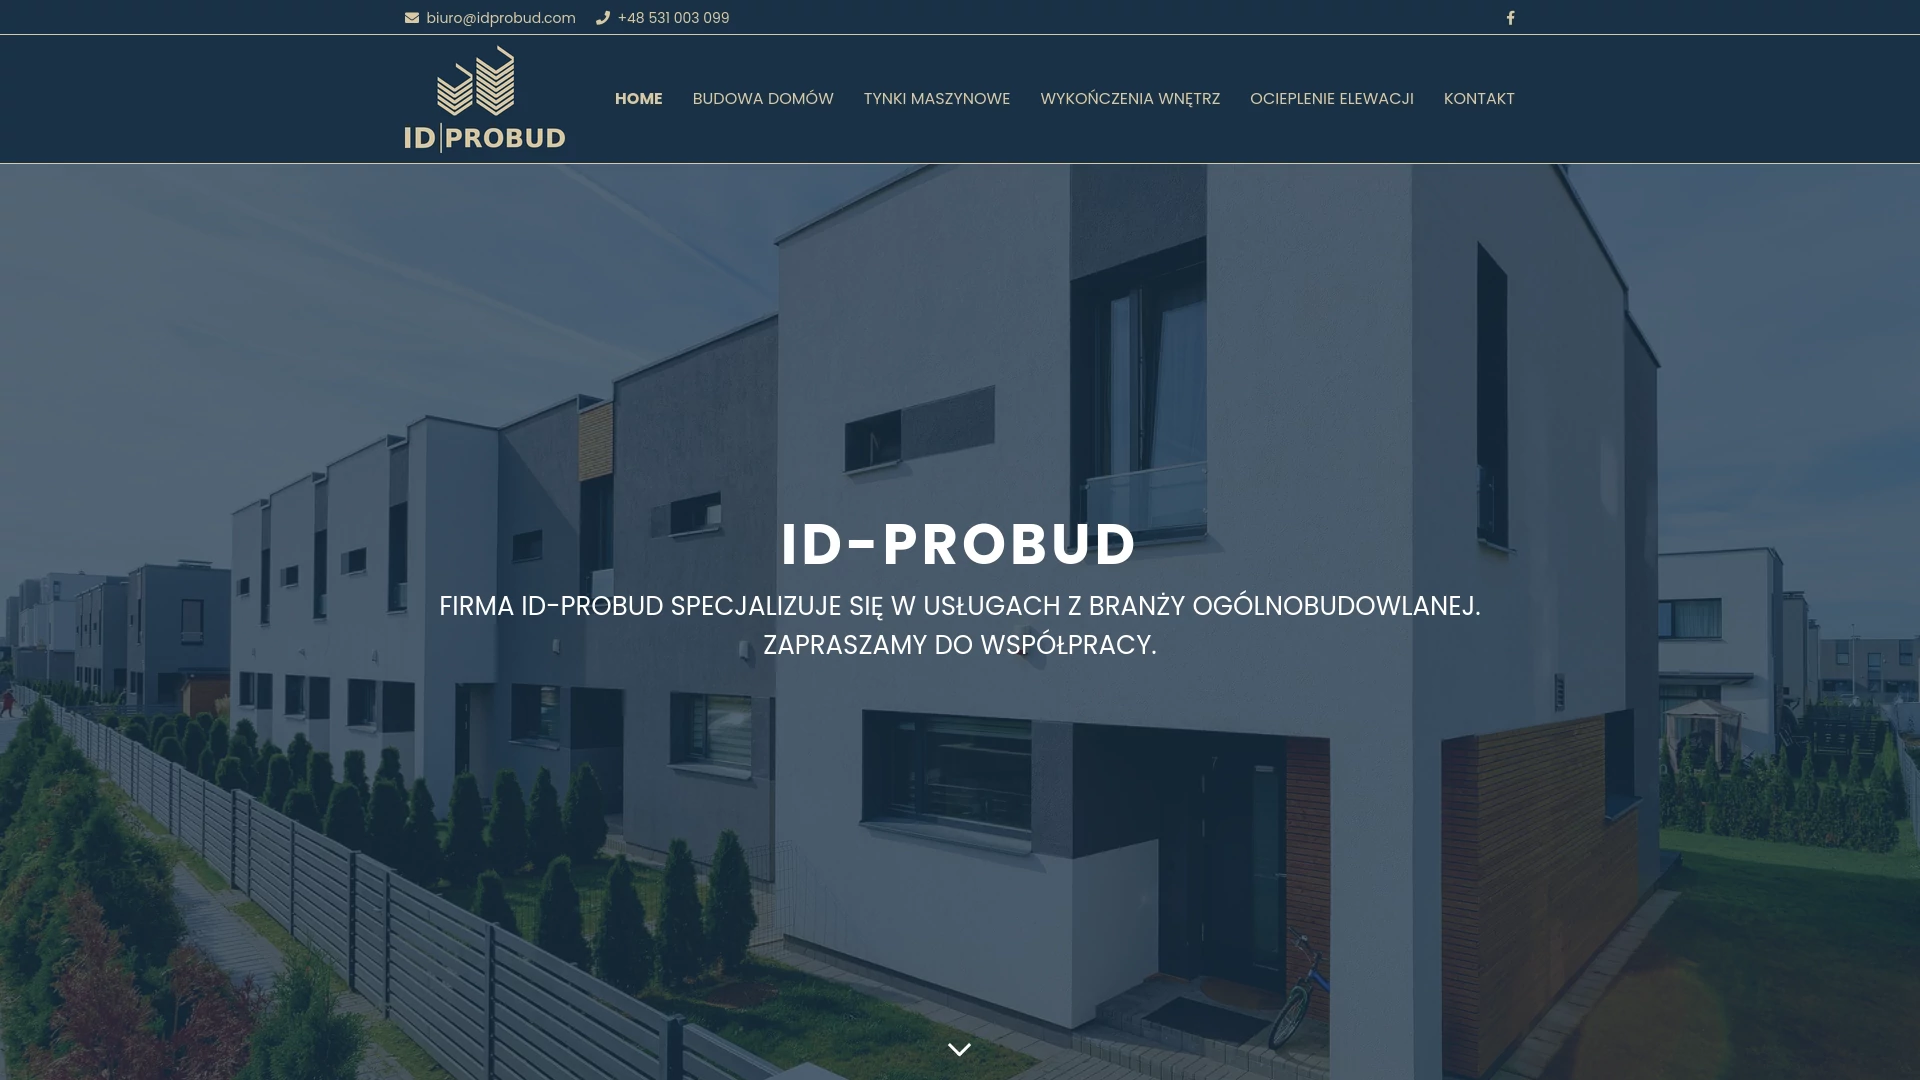 biuro@idprobud.com +48 531 003 099
ID|PROBUD
HOME BUDOWA DOMÓW TYNKI MASZYNOWE WYKOŃCZENIA WNĘTRZ OCIEPLENIE ELEWACJI KONTAKT
ID-PROBUD
FIRMA ID-PROBUD SPECJALIZUJE SIĘ W USŁUGACH Z BRANŻY OGÓLNOBUDOWLANEJ.
ZAPRASZAMY DO WSPÓŁPRACY.
7